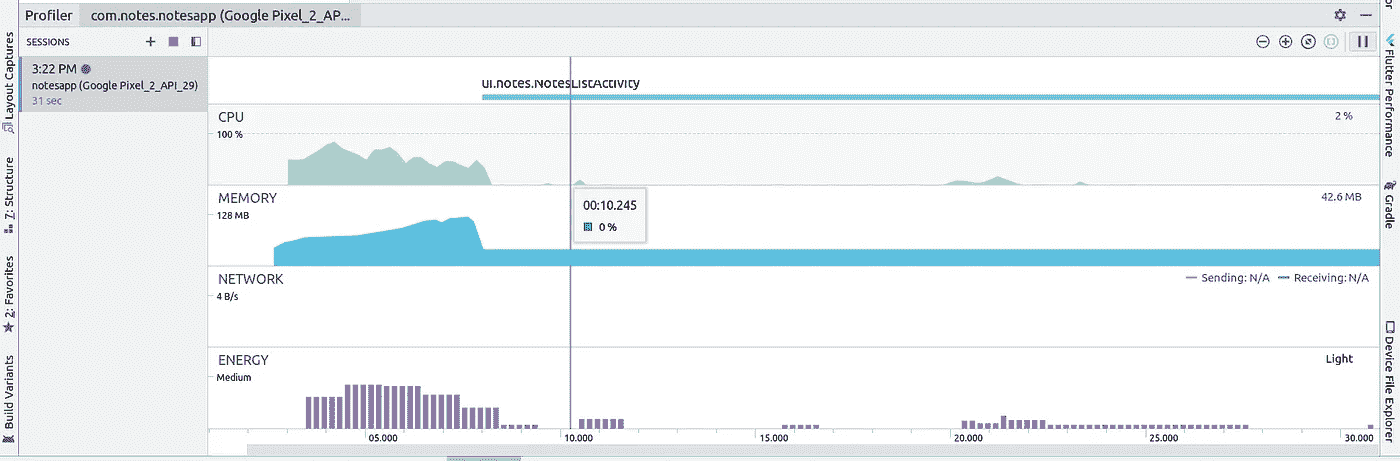 Profiler
com.notes.notesapp (Google Pixel_2_AP...
SESSIONS
3:22 PM
notesapp (Google Pixel_2_API_29)
31 sec
ui.notes.NotesListActivity
CPU
100 %
2 %
00:10.245
0 %
MEMORY
128 MB
42.6 MB
NETWORK
4 B/s
Sending: N/A
Receiving: N/A
ENERGY
Medium
Light
05.000
10.000
15.000
20.000
25.000
30.000
Layout Captures
7: Structure
2: Favorites
Build Variants
Flutter Performance
Gradle
Device File Explorer